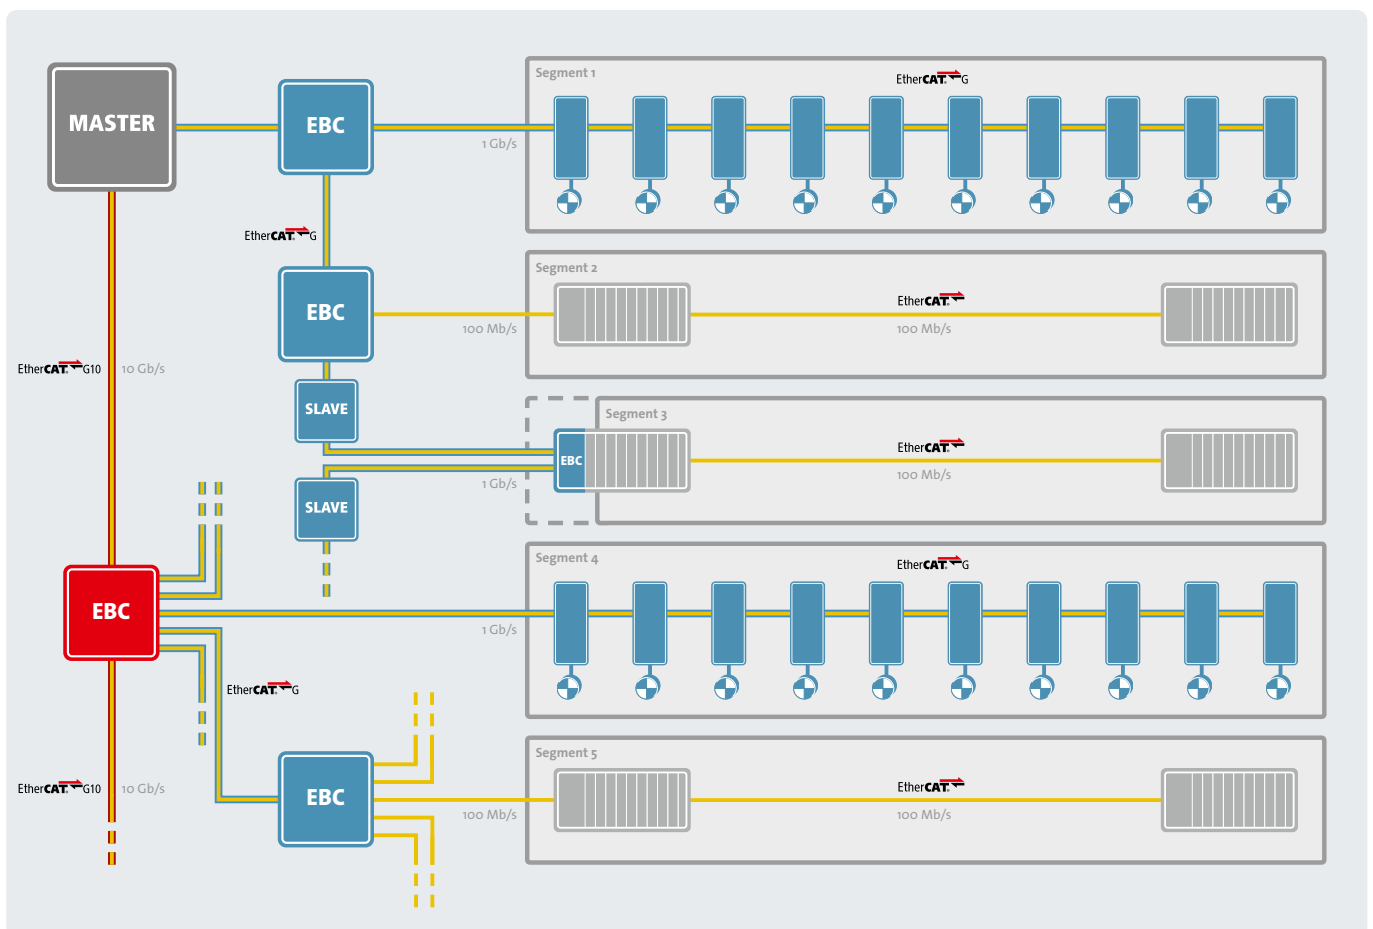 MASTER
EBC
1 Gb/s
Segment 1
EtherCAT® G
EtherCAT® G
EBC
100 Mb/s
Segment 2
EtherCAT®
100 Mb/s
EtherCAT® G10
10 Gb/s
SLAVE
Segment 3
EBC
EtherCAT®
100 Mb/s
1 Gb/s
SLAVE
EBC
1 Gb/s
Segment 4
EtherCAT® G
EtherCAT® G
EtherCAT® G10
10 Gb/s
EBC
100 Mb/s
Segment 5
EtherCAT®
100 Mb/s